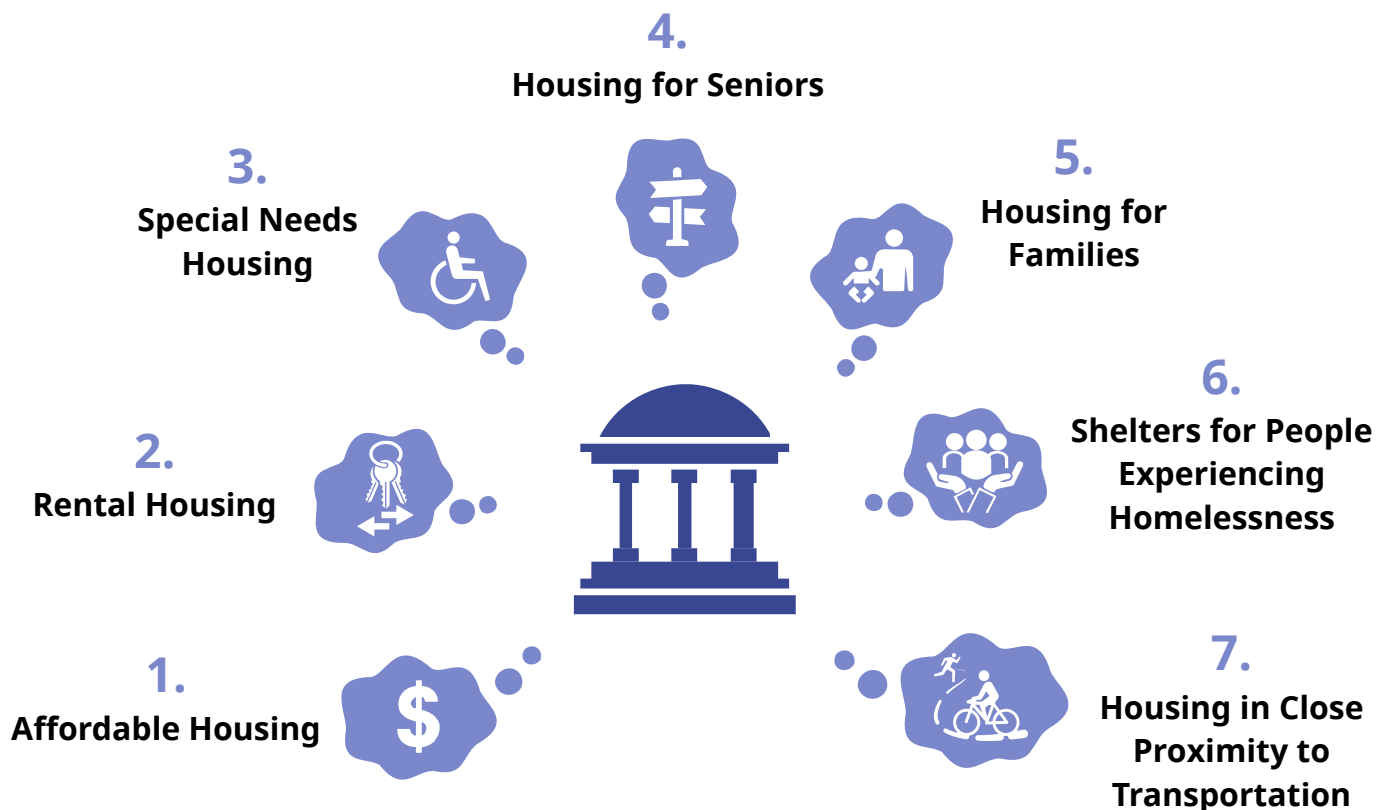 4.
Housing for Seniors
3.
Special Needs
Housing
5.
Housing for
Families
2.
Rental Housing
6.
Shelters for People
Experiencing
Homelessness
1.
Affordable Housing
$
7.
Housing in Close
Proximity to
Transportation